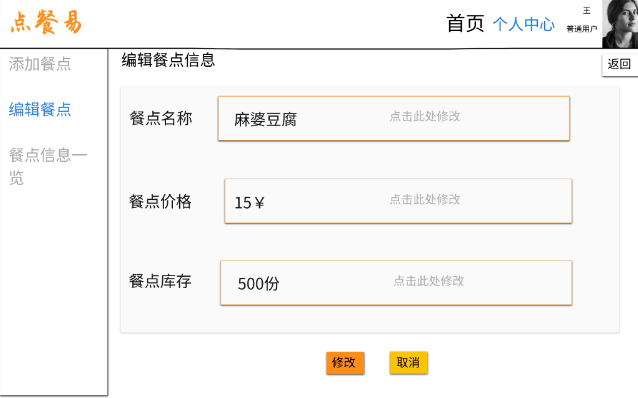 点餐易
首页 个人中心
王
普通用户
返回
添加餐点
编辑餐点
餐点信息一
览
编辑餐点信息
餐点名称 麻婆豆腐 点击此处修改
餐点价格 15￥ 点击此处修改
餐点库存 500份 点击此处修改
修改 取消